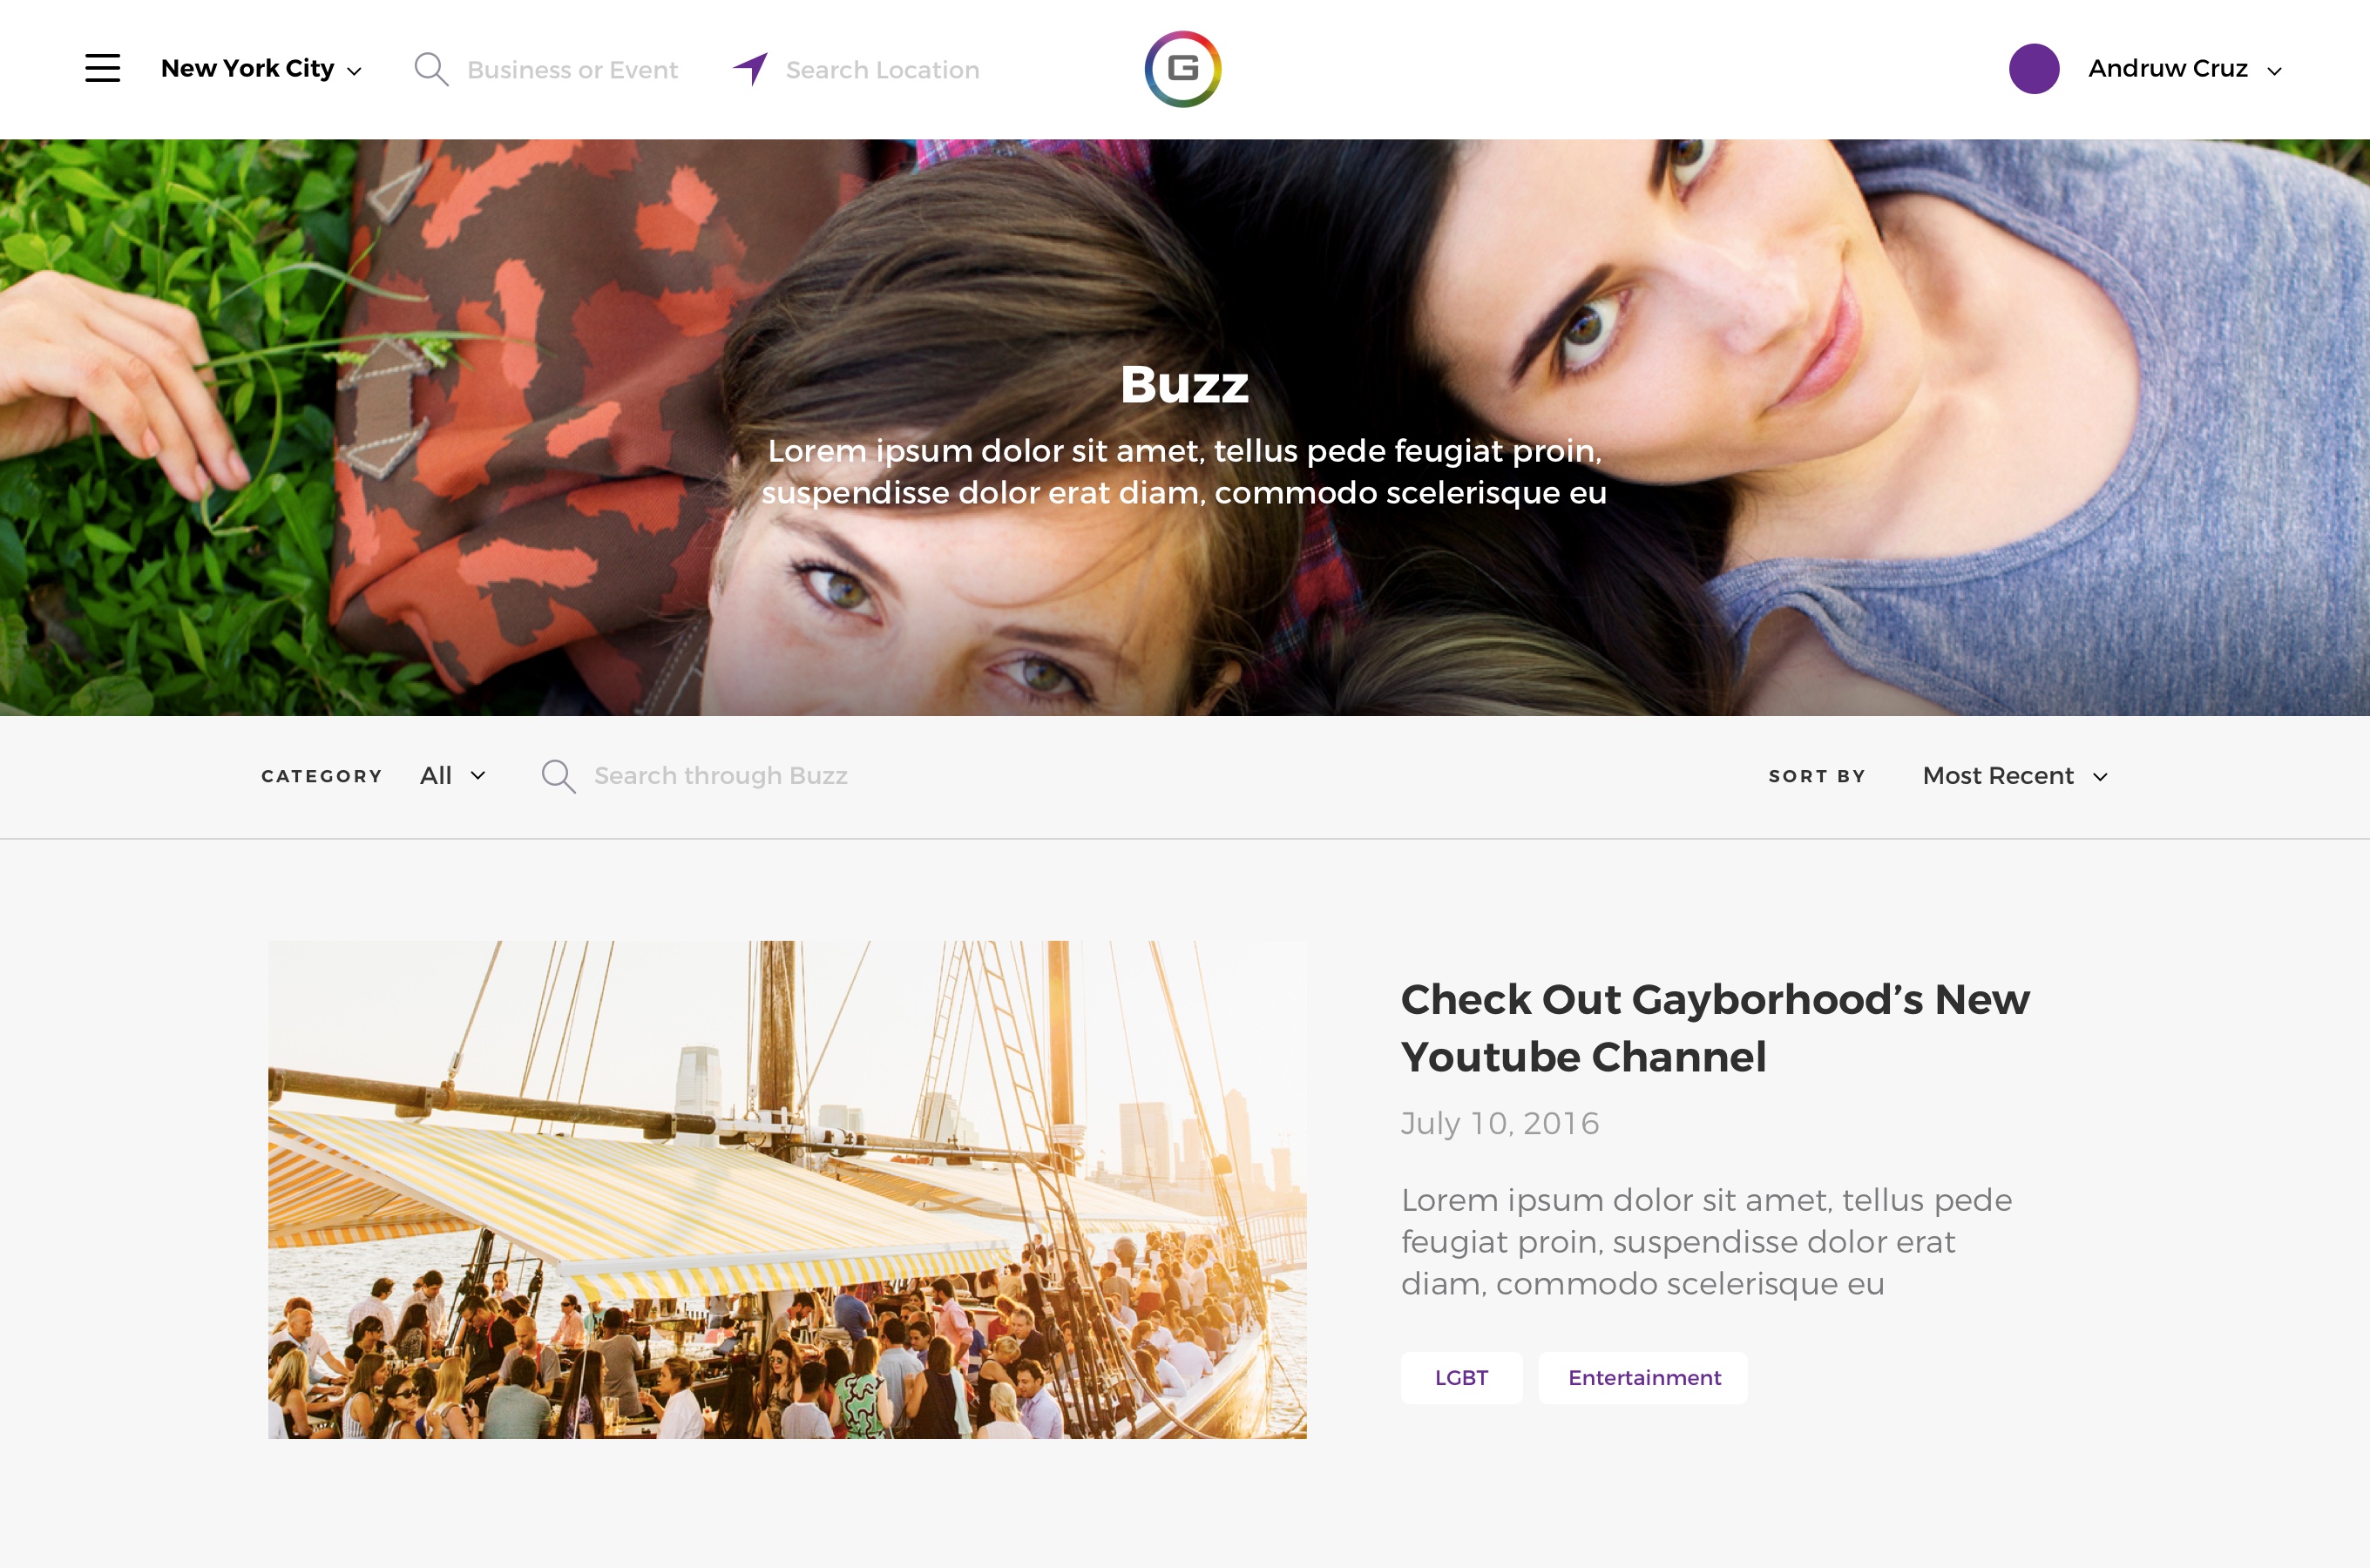 New York City
Business or Event
Search Location
G
Andruw Cruz
Buzz
Lorem ipsum dolor sit amet, tellus pede feugiat proin,
suspendisse dolor erat diam, commodo scelerisque eu
CATEGORY
All
Search through Buzz
SORT BY
Most Recent
Check Out Gayborhood’s New
Youtube Channel
July 10, 2016
Lorem ipsum dolor sit amet, tellus pede
feugiat proin, suspendisse dolor erat
diam, commodo scelerisque eu
LGBT
Entertainment